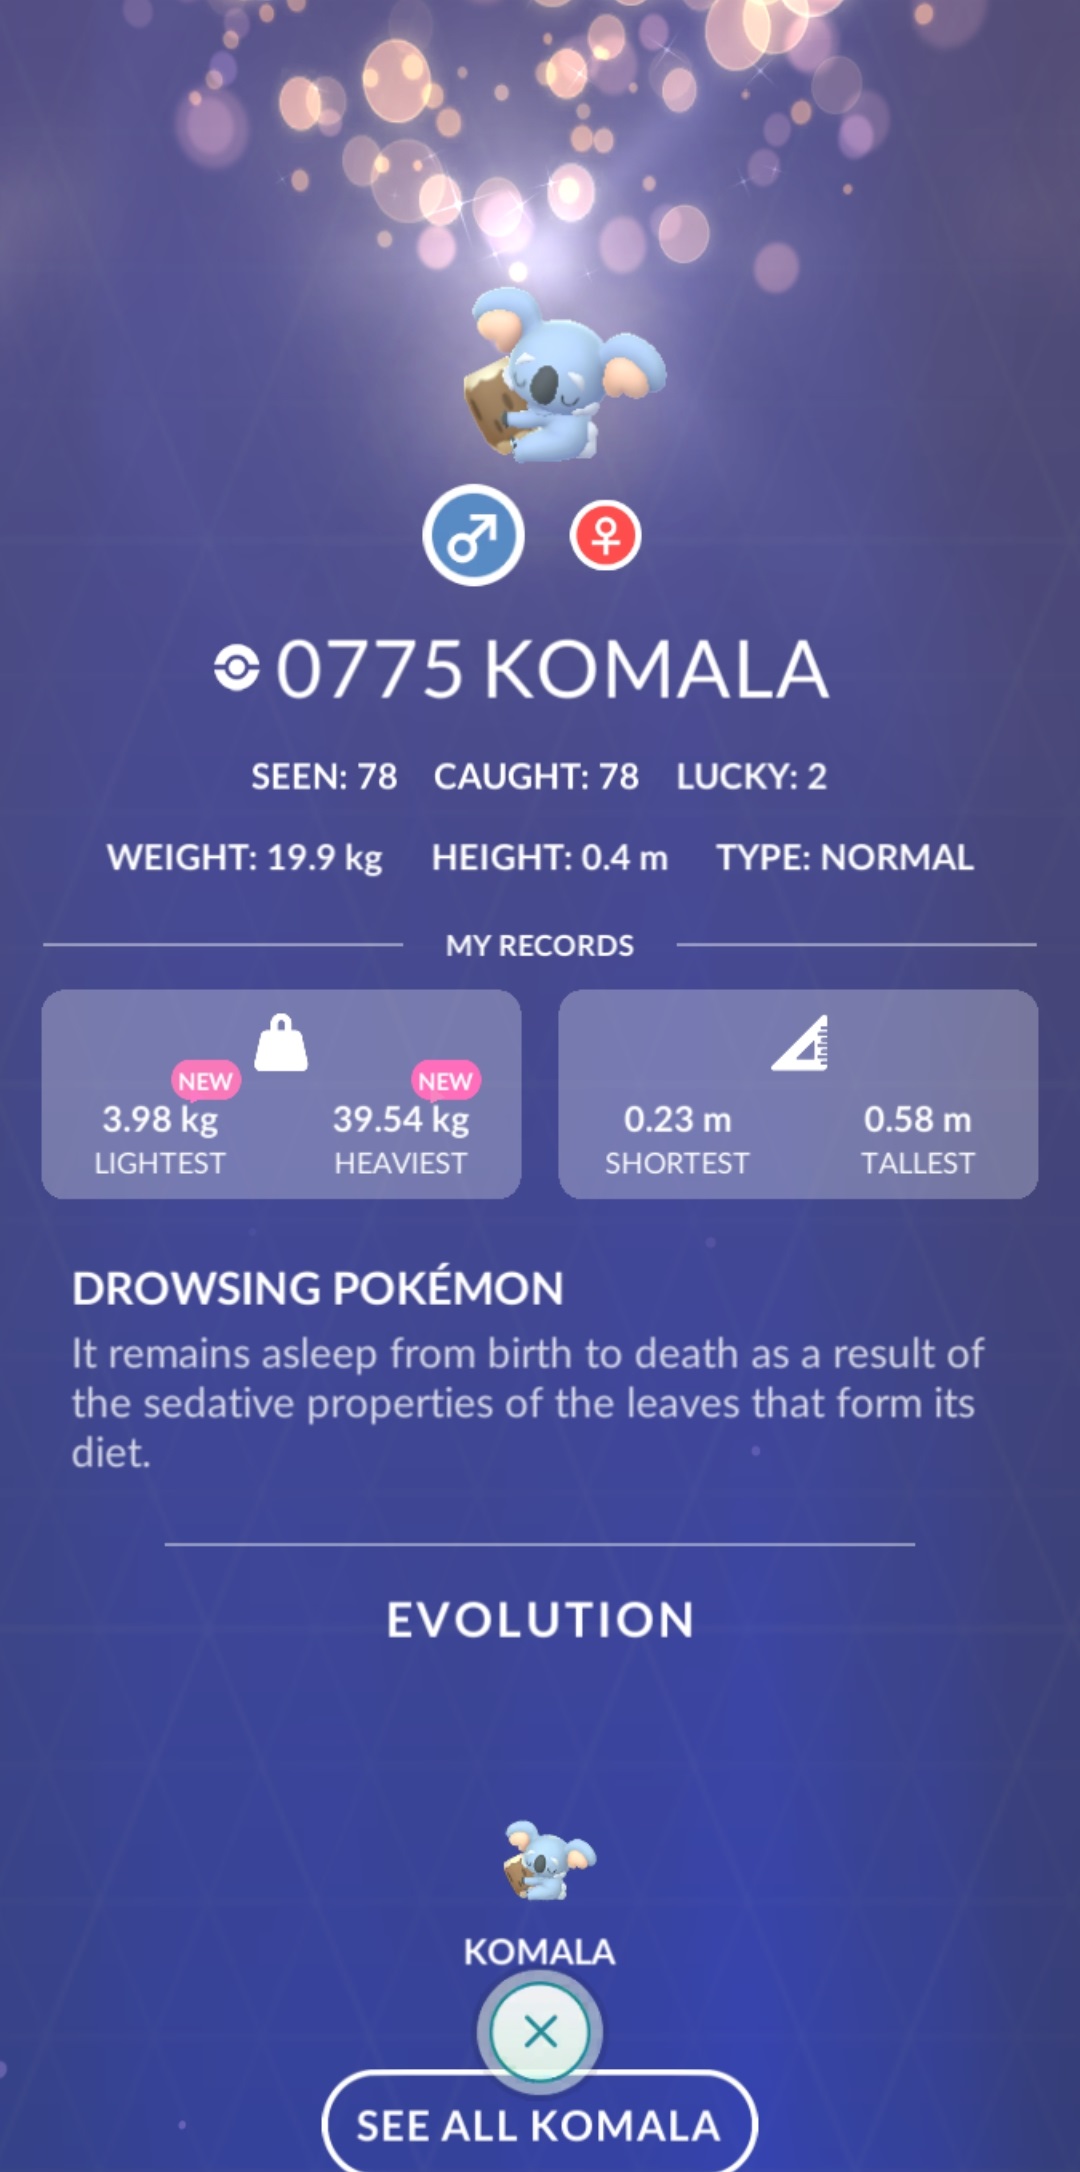 0775 KOMALA
SEEN: 78 CAUGHT: 78 LUCKY: 2
WEIGHT: 19.9 kg HEIGHT: 0.4 m TYPE: NORMAL
MY RECORDS
NEW NEW
3.98 kg 39.54 kg 0.23 m 0.58 m
LIGHTEST HEAVIEST SHORTEST TALLEST
DROWSING POKÉMON
It remains asleep from birth to death as a result of
the sedative properties of the leaves that form its
diet.
EVOLUTION
KOMALA
SEE ALL KOMALA